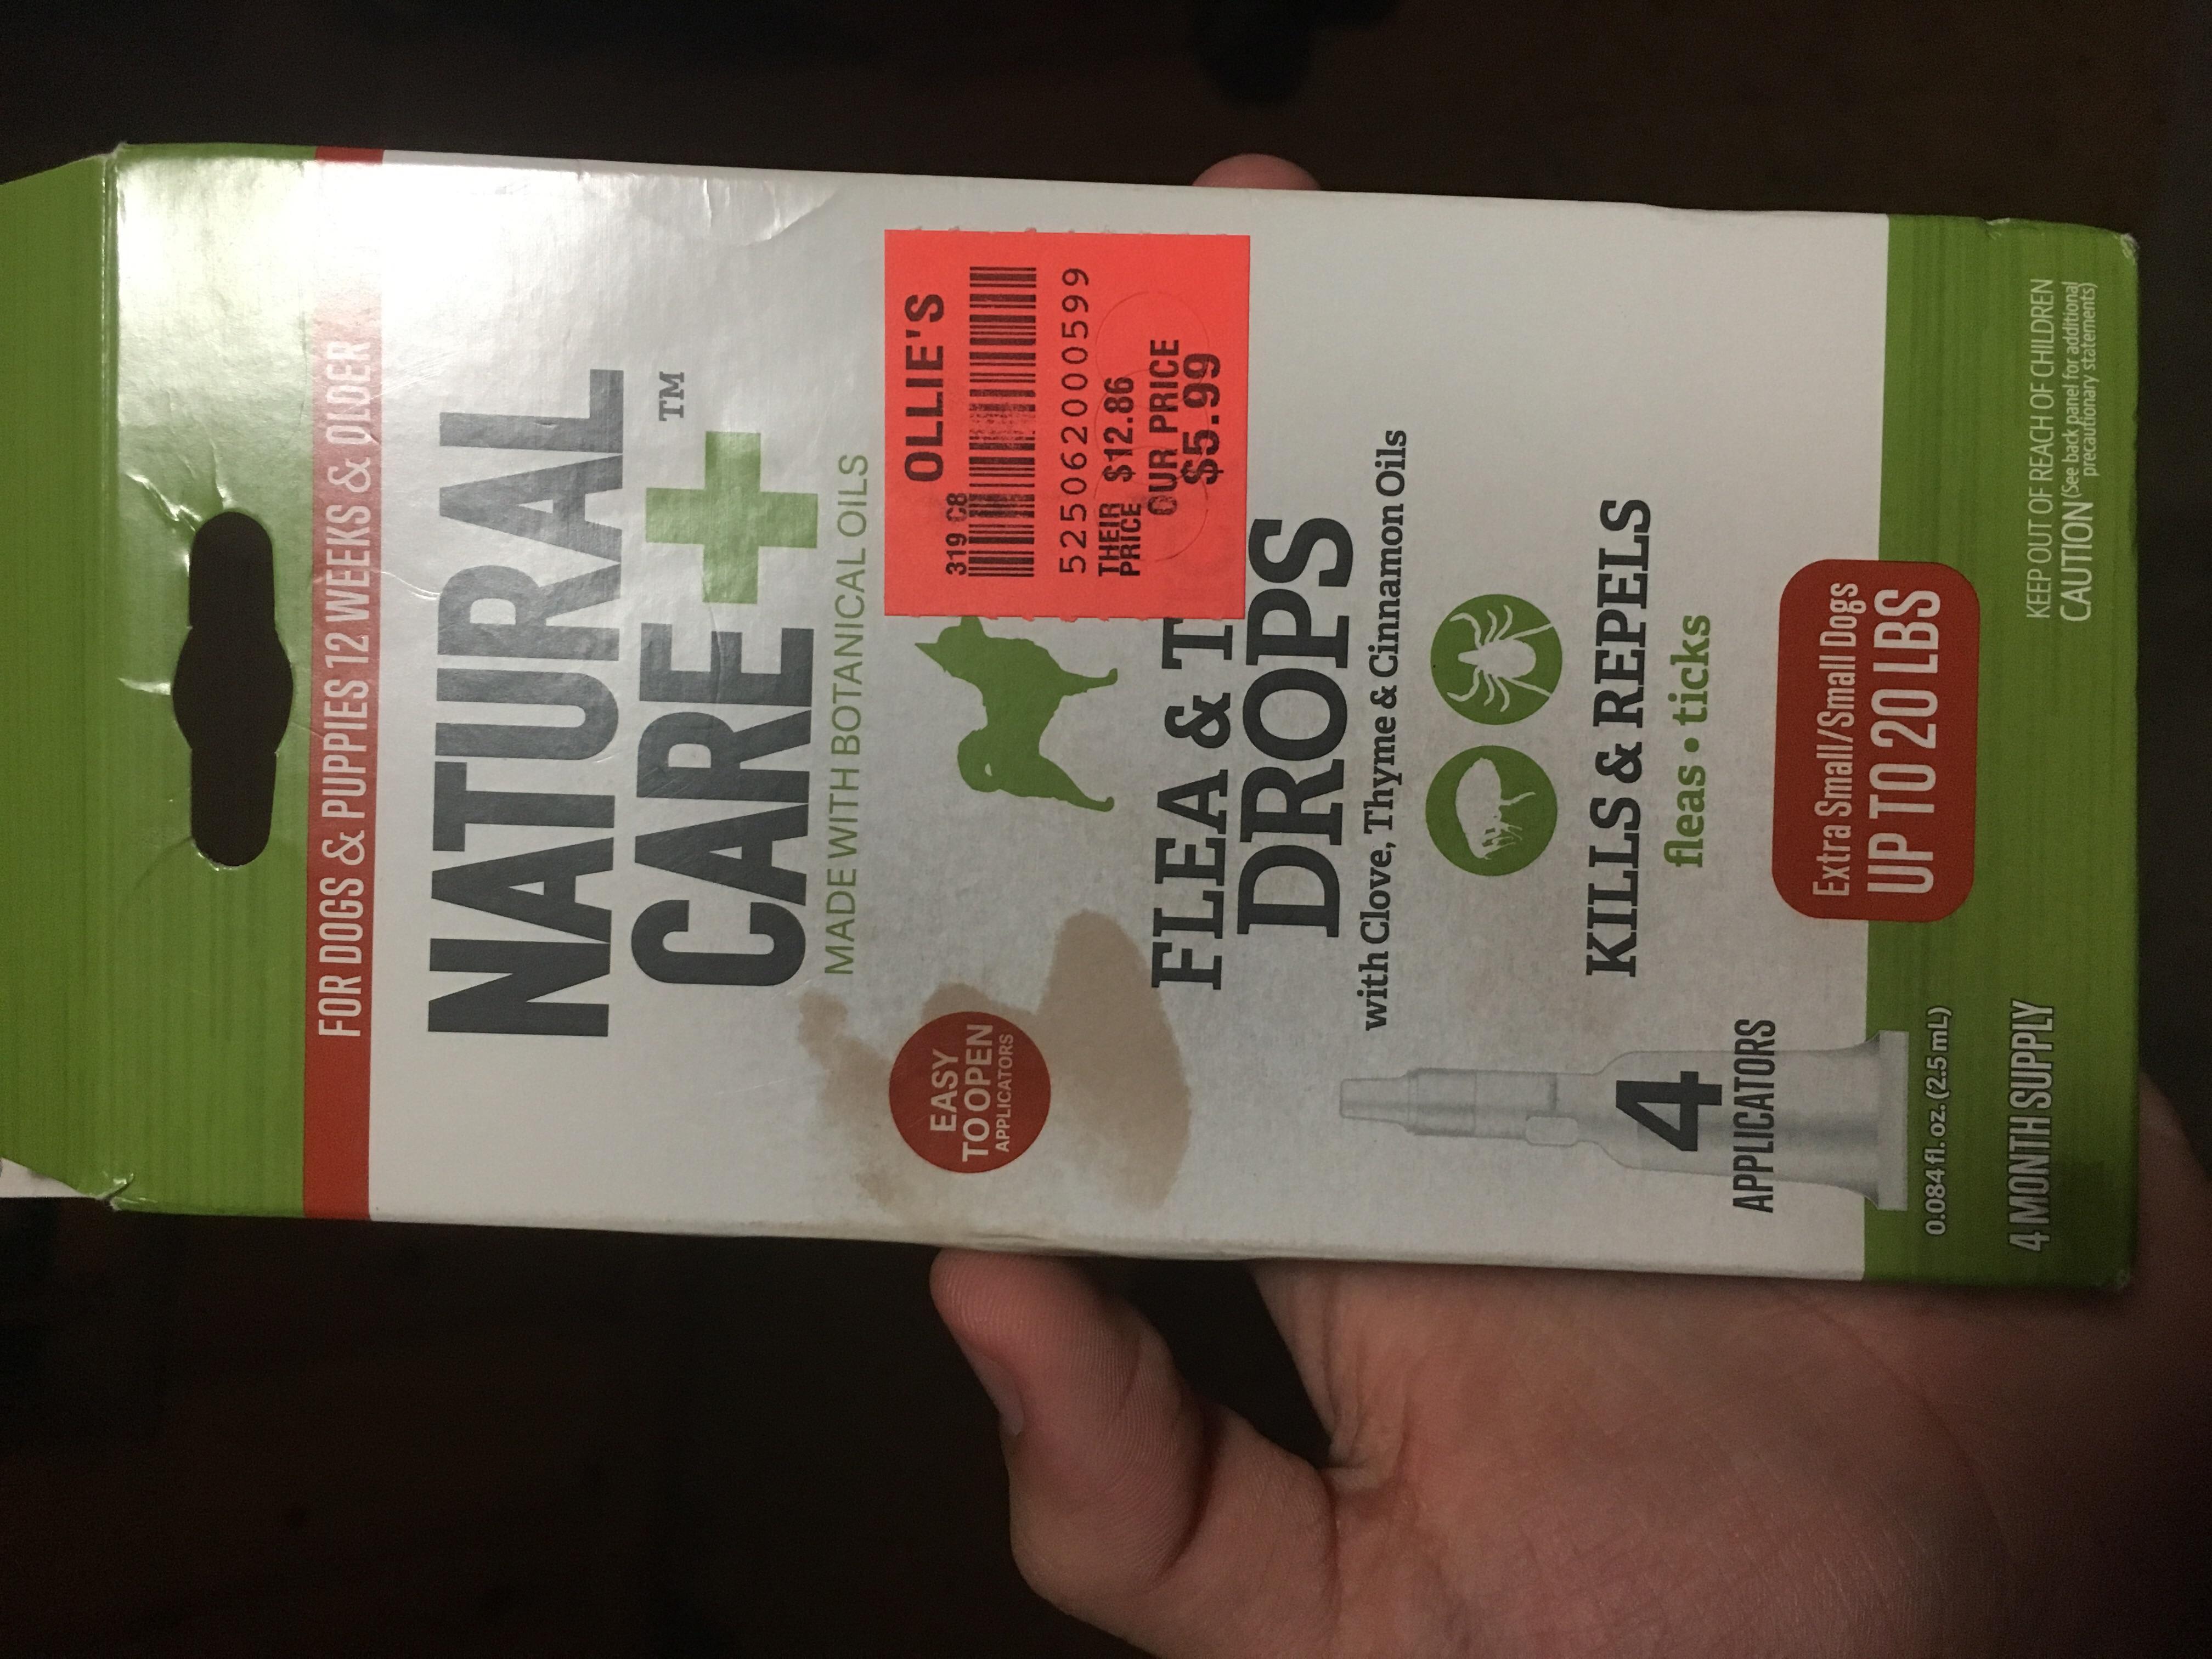 FOR DOGS & PUPPIES 12 WEEKS & OLDER
NATURAL
CARE+™
MADE WITH BOTANICAL OILS
OLLIE'S
319 C8
525062000599
THEIR PRICE $12.86
OUR PRICE
$5.99
EASY
TO OPEN
APPLICATORS
FLEA & T
DROPS
with Clove, Thyme & Cinnamon Oils
KILLS & REPELS
fleas • ticks
4
APPLICATORS
0.084 fl. oz. (2.5 mL)
4 MONTH SUPPLY
Extra Small/Small Dogs
UP TO 20 LBS
KEEP OUT OF REACH OF CHILDREN
CAUTION (See back panel for additional
precautionary statements)